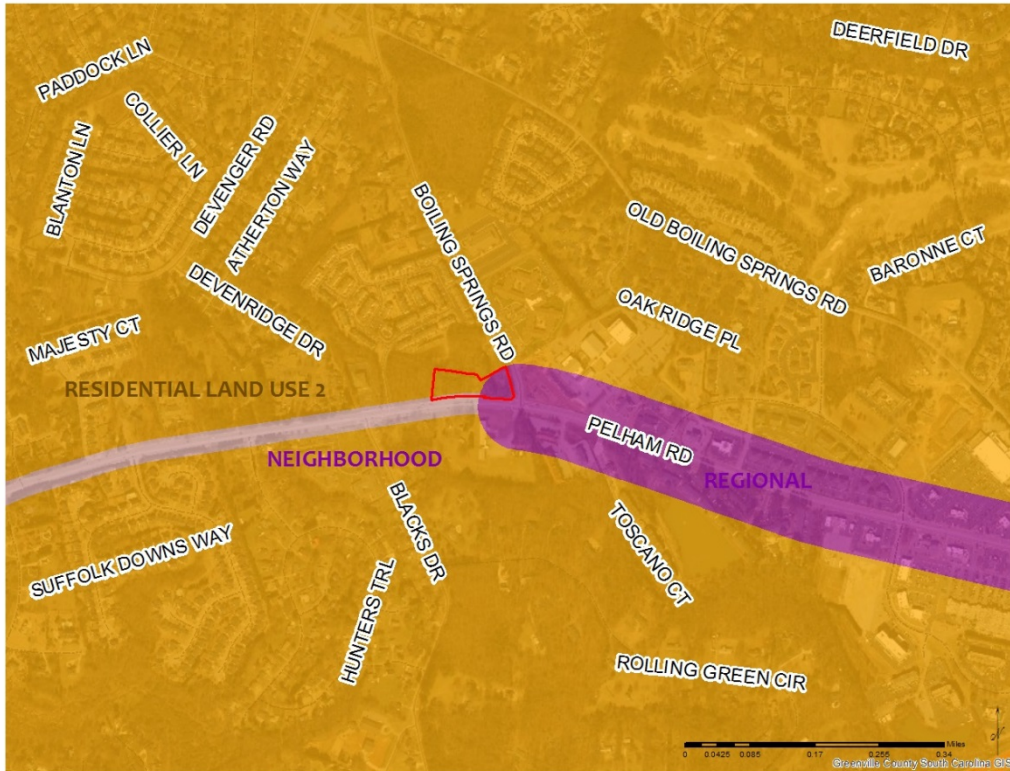 DEERFIELD DR
PADDOCK LN
COLLIER LN
BLANTON LN
DEVENGER RD
ATHERTON WAY
BOILING SPRINGS RD
OLD BOILING SPRINGS RD
BARONNE CT
DEVENRIDGE DR
OAK RIDGE PL
MAJESTY CT
RESIDENTIAL LAND USE 2
PELHAM RD
NEIGHBORHOOD
REGIONAL
BLACKS DR
TOSCANO CT
SUFFOLK DOWNS WAY
HUNTERS TRL
ROLLING GREEN CIR
Miles
0 0.0425 0.085 0.17 0.255 0.34
Greenville County South Carolina GIS